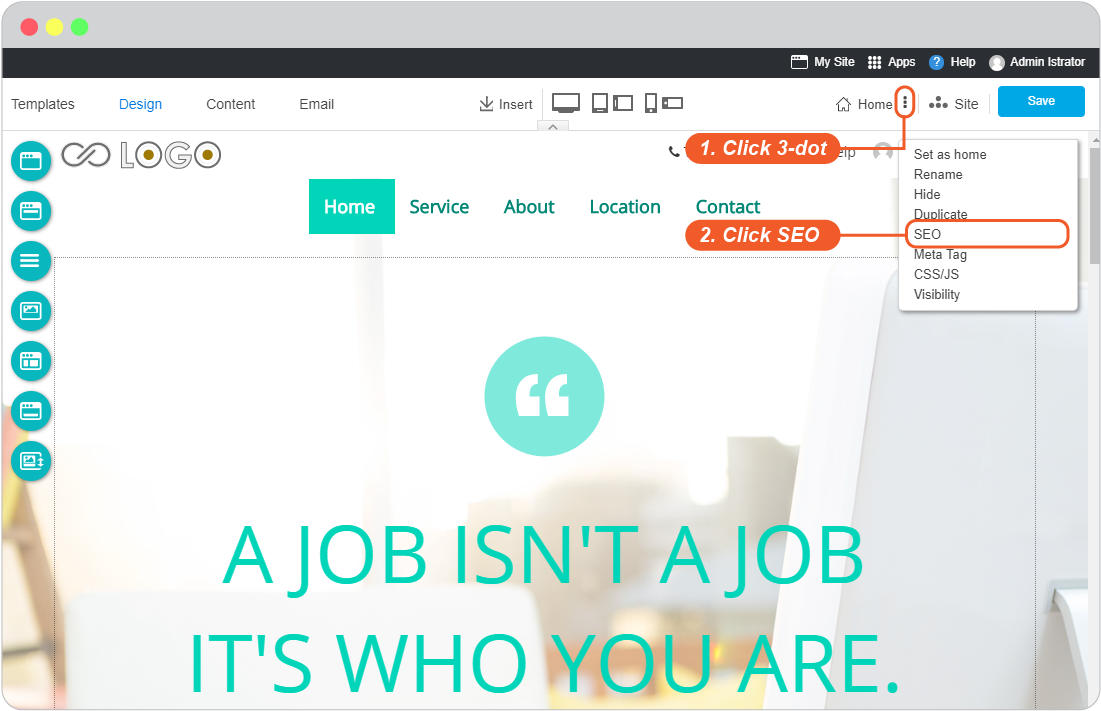 My Site Apps ? Help Admin Istrator
Templates Design Content Email Insert Home Site Save
LOGO
1. Click 3-dot
Set as home
Rename
Hide
Duplicate
SEO
Meta Tag
CSS/JS
Visibility
Home Service About Location Contact
2. Click SEO
“
A JOB ISN'T A JOB
IT'S WHO YOU ARE.